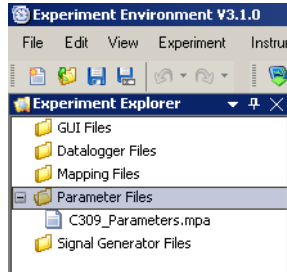 Experiment Environment V3.1.0
File Edit View Experiment Instru
Experiment Explorer
GUI Files
Datalogger Files
Mapping Files
Parameter Files
C309_Parameters.mpa
Signal Generator Files